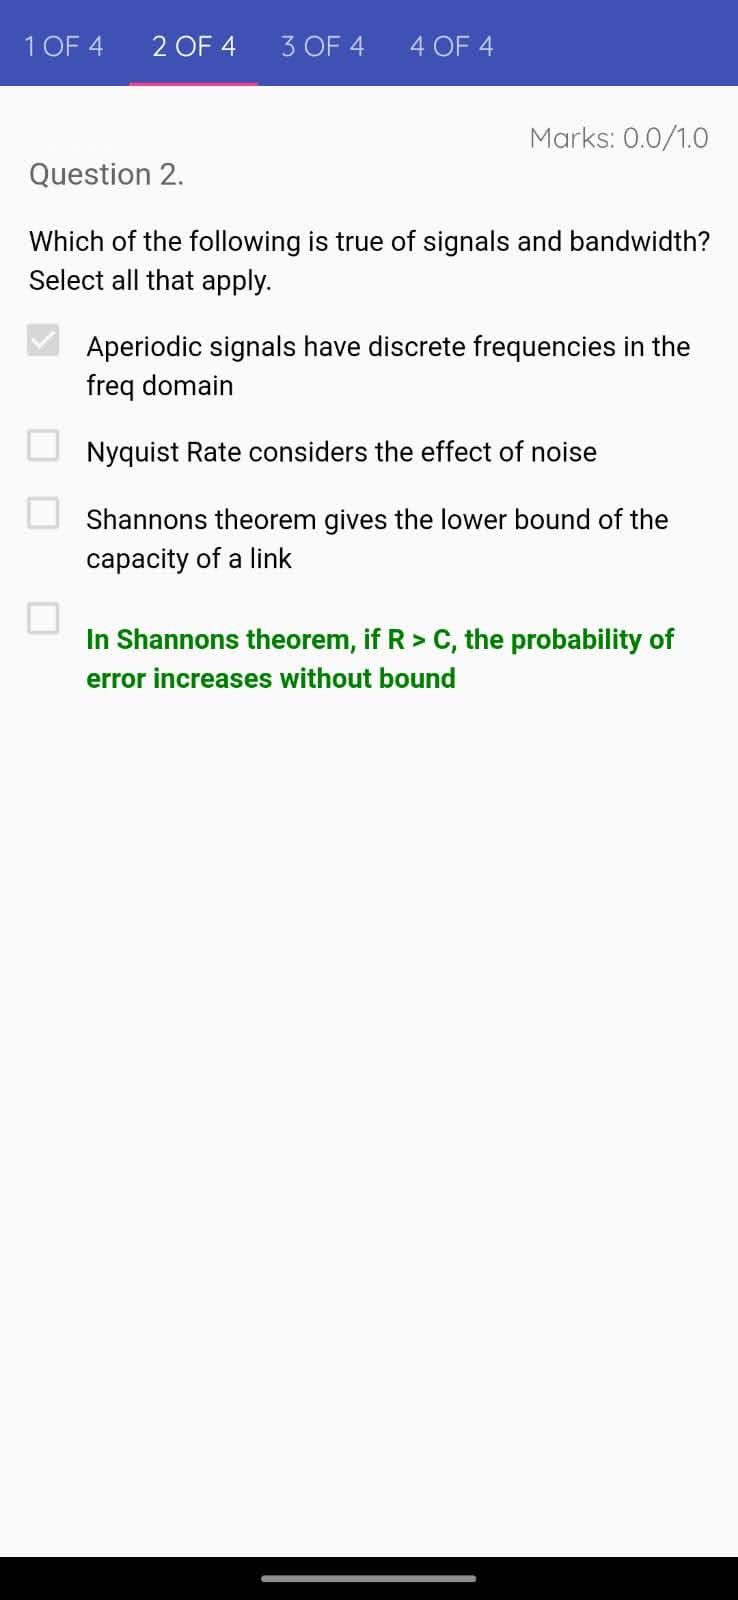 1 OF 4 2 OF 4 3 OF 4 4 OF 4
Marks: 0.0/1.0
Question 2.
Which of the following is true of signals and bandwidth?
Select all that apply.
Aperiodic signals have discrete frequencies in the
freq domain
Nyquist Rate considers the effect of noise
Shannons theorem gives the lower bound of the
capacity of a link
In Shannons theorem, if R > C, the probability of
error increases without bound